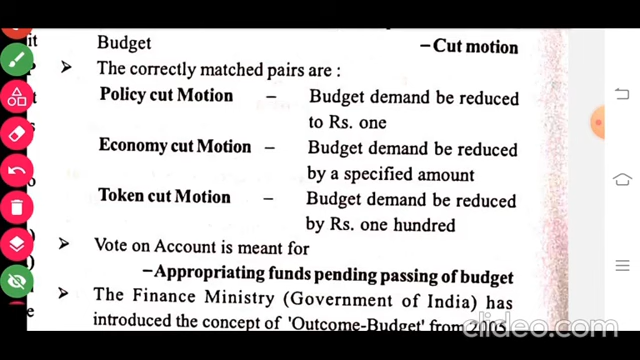 it Budget
– Cut motion
➤ The correctly matched pairs are :
Policy cut Motion – Budget demand be reduced
to Rs. one
Economy cut Motion – Budget demand be reduced
by a specified amount
Token cut Motion – Budget demand be reduced
by Rs. one hundred
➤ Vote on Account is meant for
–Appropriating funds pending passing of budget
➤ The Finance Ministry (Government of India) has
introduced the concept of 'Outcome-Budget' from 2005
clideo.com